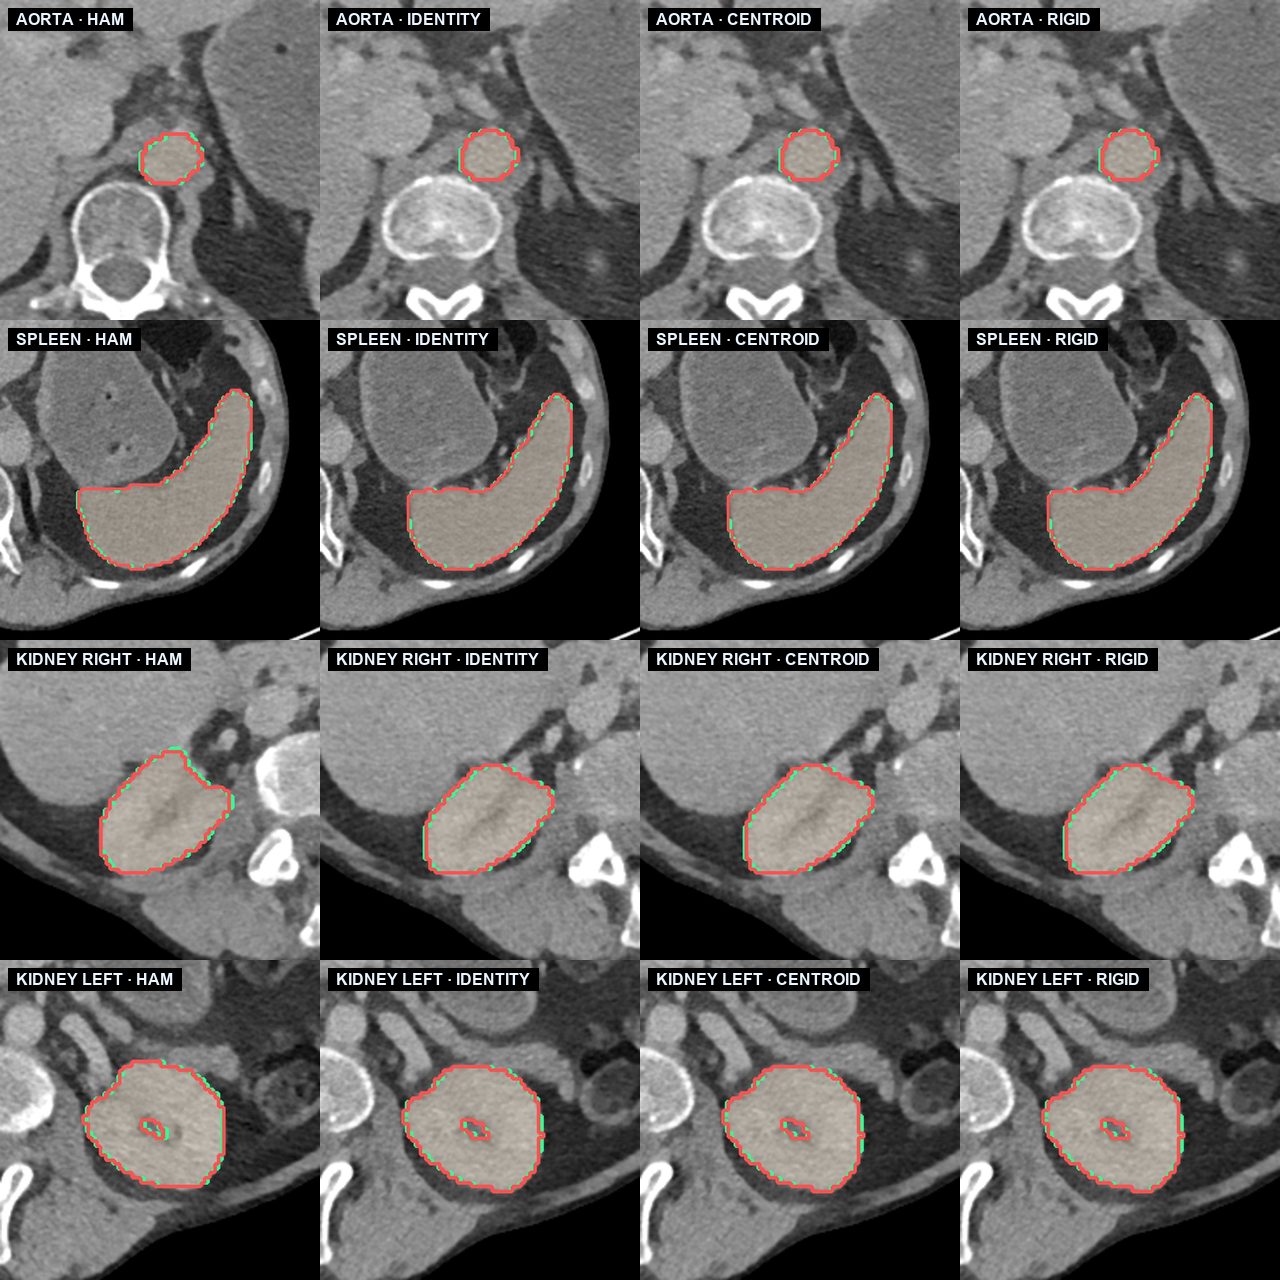 AORTA · HAM
AORTA · IDENTITY
AORTA · CENTROID
AORTA · RIGID
SPLEEN · HAM
SPLEEN · IDENTITY
SPLEEN · CENTROID
SPLEEN · RIGID
KIDNEY RIGHT · HAM
KIDNEY RIGHT · IDENTITY
KIDNEY RIGHT · CENTROID
KIDNEY RIGHT · RIGID
KIDNEY LEFT · HAM
KIDNEY LEFT · IDENTITY
KIDNEY LEFT · CENTROID
KIDNEY LEFT · RIGID